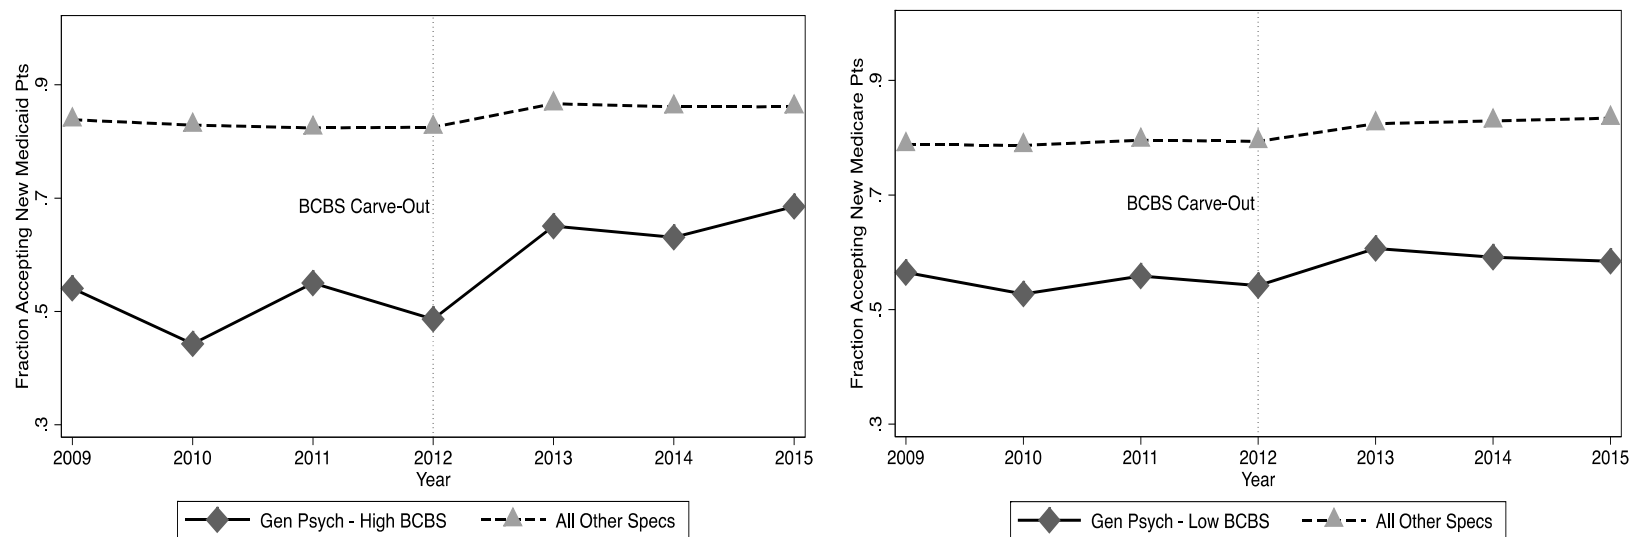 Fraction Accepting New Medicaid Pts
.9
.7
.5
.3
BCBS Carve-Out
2009 2010 2011 2012 2013 2014 2015
Year
Gen Psych - High BCBS All Other Specs
Fraction Accepting New Medicare Pts
.9
.7
.5
.3
BCBS Carve-Out
2009 2010 2011 2012 2013 2014 2015
Year
Gen Psych - Low BCBS All Other Specs